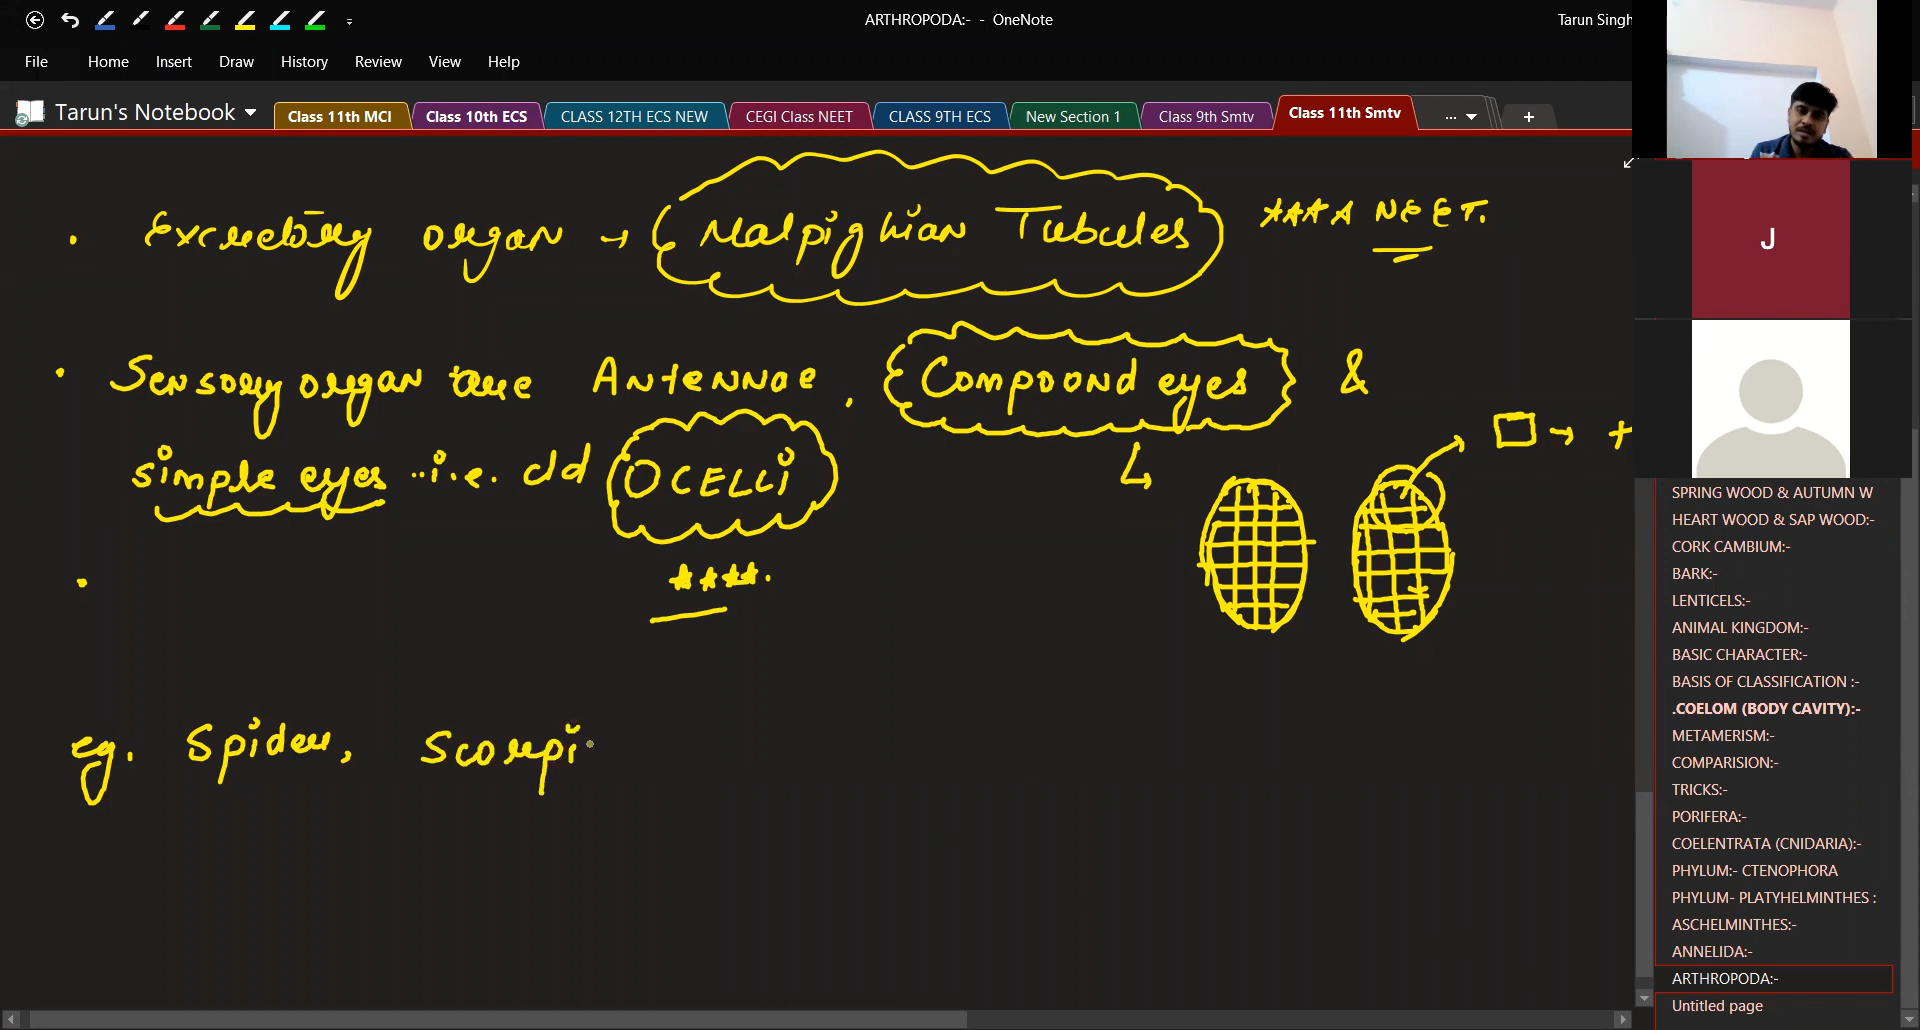 ARTHROPODA:- - OneNote
Tarun Singh
File Home Insert Draw History Review View Help
Tarun's Notebook
Class 11th MCI Class 10th ECS CLASS 12TH ECS NEW CEGI Class NEET CLASS 9TH ECS New Section 1 Class 9th Smtv Class 11th Smtv ... +
. Excretory organ → Malpighian Tubules **** NEET.
J
. Sensory organ are Antennae, Compound eyes &
simple eyes i.e. cld OCELLI
□ → +
****.
.
eg. Spider, Scorpi
SPRING WOOD & AUTUMN W
HEART WOOD & SAP WOOD:-
CORK CAMBIUM:-
BARK:-
LENTICELS:-
ANIMAL KINGDOM:-
BASIC CHARACTER:-
BASIS OF CLASSIFICATION :-
.COELOM (BODY CAVITY):-
METAMERISM:-
COMPARISION:-
TRICKS:-
PORIFERA:-
COELENTRATA (CNIDARIA):-
PHYLUM:- CTENOPHORA
PHYLUM- PLATYHELMINTHES :
ASCHELMINTHES:-
ANNELIDA:-
ARTHROPODA:-
Untitled page